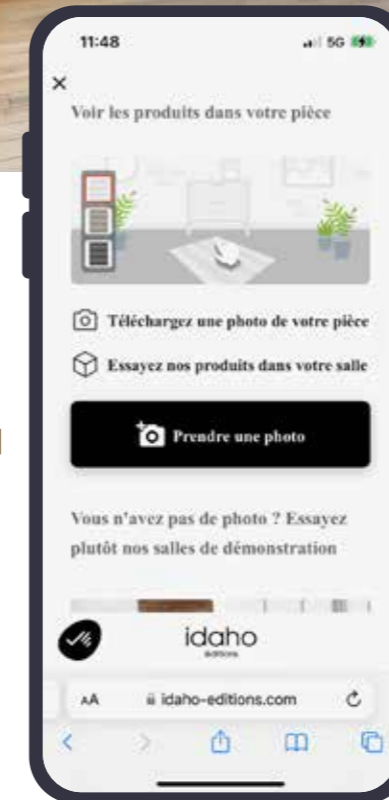 11:48
5G
Voir les produits dans votre pièce
Téléchargez une photo de votre pièce
Essayez nos produits dans votre salle
Prendre une photo
Vous n'avez pas de photo ? Essayez
plutôt nos salles de démonstration
idaho
éditions
AA idaho-editions.com